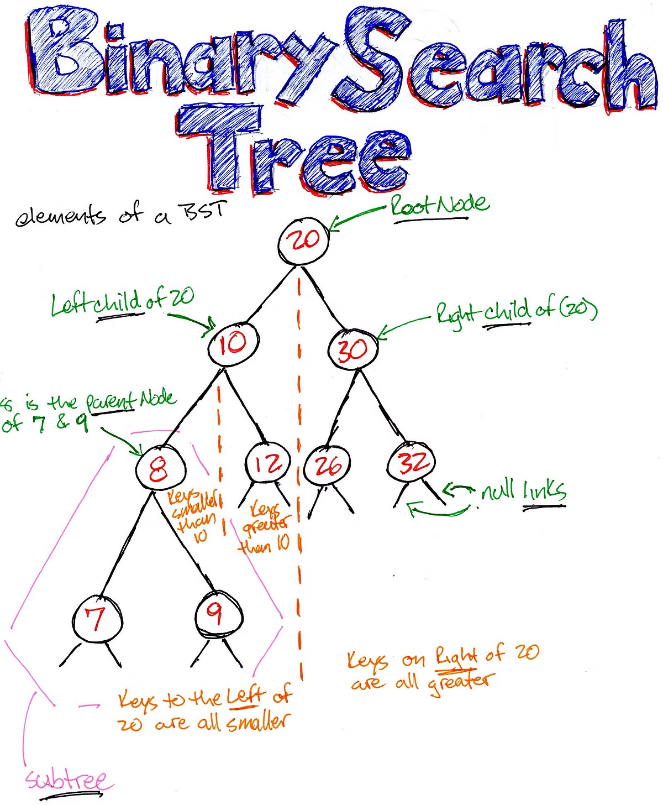 Binary Search
Tree
elements of a BST
Root Node
20
Left child of 20
Right child of (20)
10
30
8 is the parent Node
of 7 & 9
8
12
26
32
Keys
smaller
than
10
Keys
greater
than 10
null links
7
9
Keys on Right of 20
are all greater
Keys to the Left of
20 are all smaller
subtree